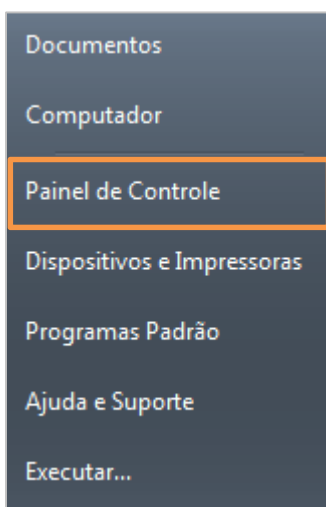 Documentos
Computador
Painel de Controle
Dispositivos e Impressoras
Programas Padrão
Ajuda e Suporte
Executar...